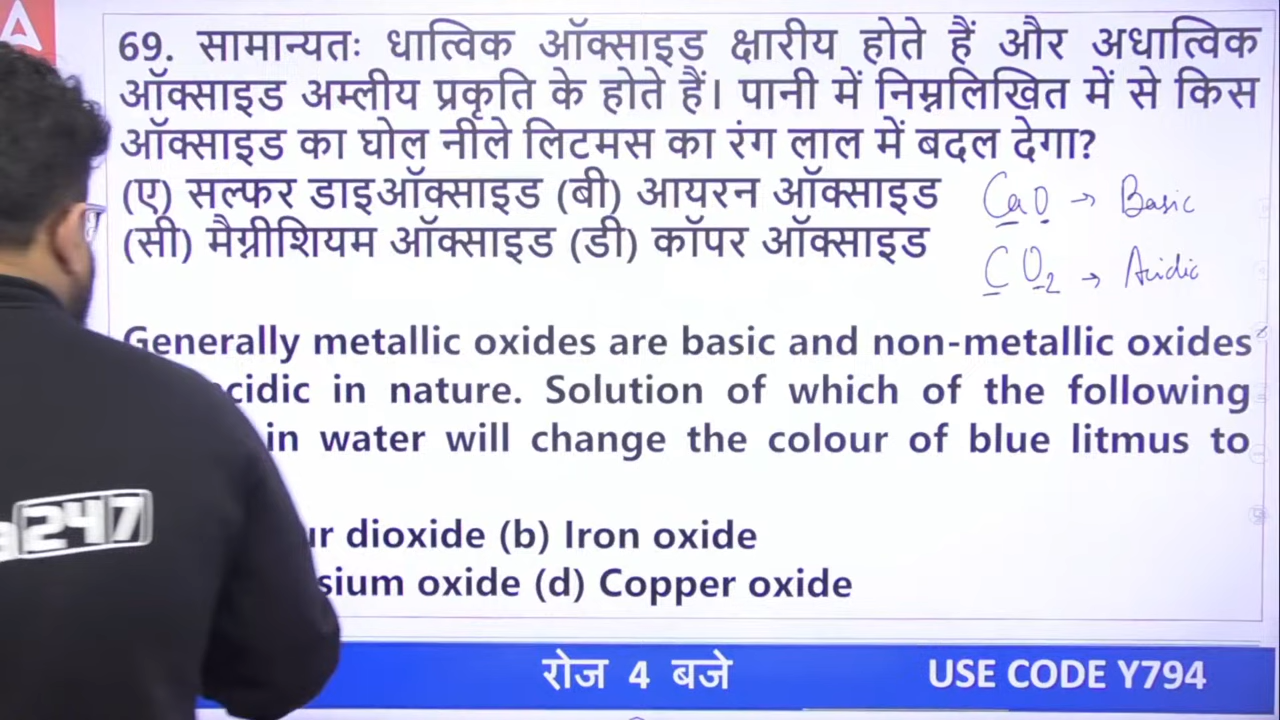 69. सामान्यतः धात्विक ऑक्साइड क्षारीय होते हैं और अधात्विक
ऑक्साइड अम्लीय प्रकृति के होते हैं। पानी में निम्नलिखित में से किस
ऑक्साइड का घोल नीले लिटमस का रंग लाल में बदल देगा?
(ए) सल्फर डाइऑक्साइड (बी) आयरन ऑक्साइड
(सी) मैग्नीशियम ऑक्साइड (डी) कॉपर ऑक्साइड
CaO → Basic
CO2 → Acidic
Generally metallic oxides are basic and non-metallic oxides
cidic in nature. Solution of which of the following
in water will change the colour of blue litmus to
ur dioxide (b) Iron oxide
sium oxide (d) Copper oxide
247
रोज 4 बजे
USE CODE Y794